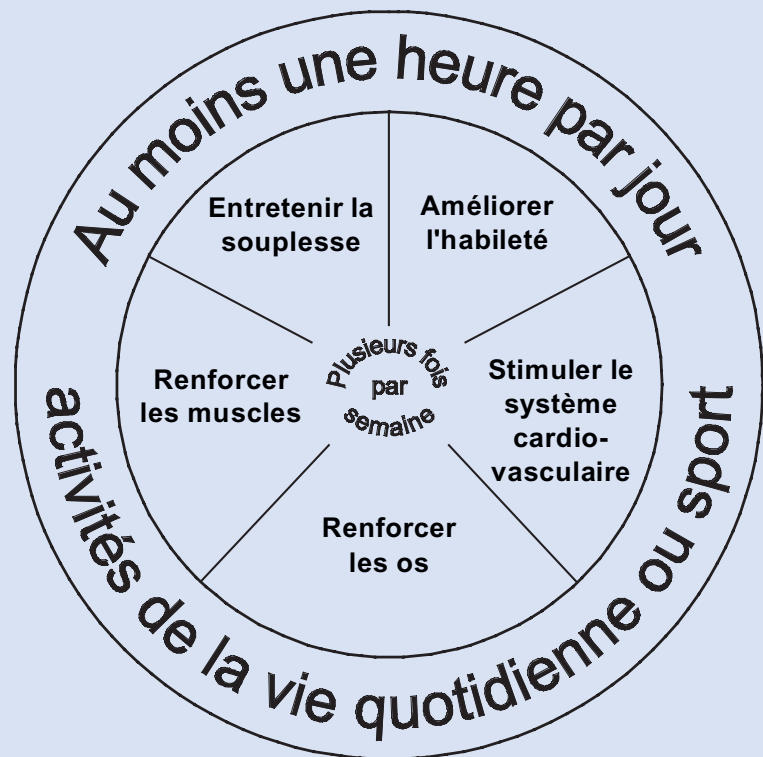 Au moins une heure par jour
Entretenir la
souplesse
Améliorer
l'habileté
Renforcer
les muscles
Plusieurs fois
par
semaine
Stimuler le
système
cardio-
vasculaire
Renforcer
les os
activités de la vie quotidienne ou sport